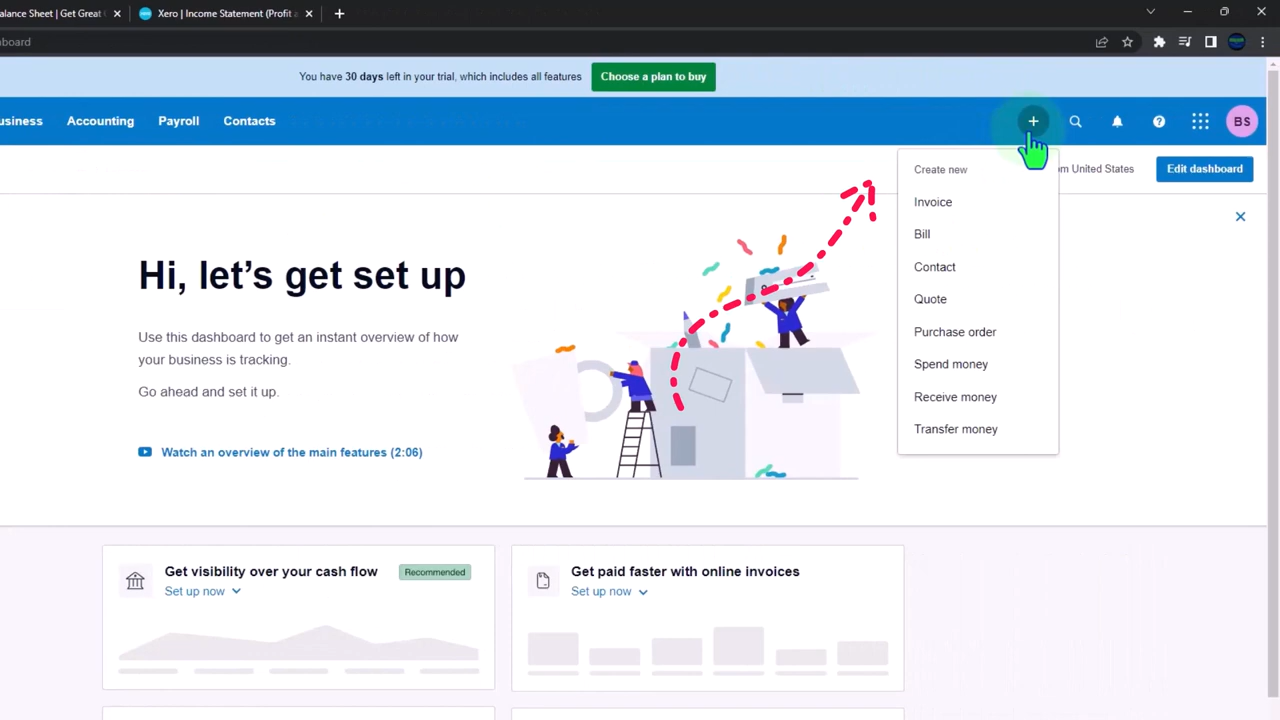 alance Sheet | Get Great
Xero | Income Statement (Profit a
board
You have 30 days left in your trial, which includes all features
Choose a plan to buy
usiness
Accounting
Payroll
Contacts
BS
om United States
Edit dashboard
Create new
Invoice
Bill
Contact
Quote
Purchase order
Spend money
Receive money
Transfer money
Hi, let's get set up
Use this dashboard to get an instant overview of how
your business is tracking.
Go ahead and set it up.
Watch an overview of the main features (2:06)
Get visibility over your cash flow
Recommended
Set up now
Get paid faster with online invoices
Set up now